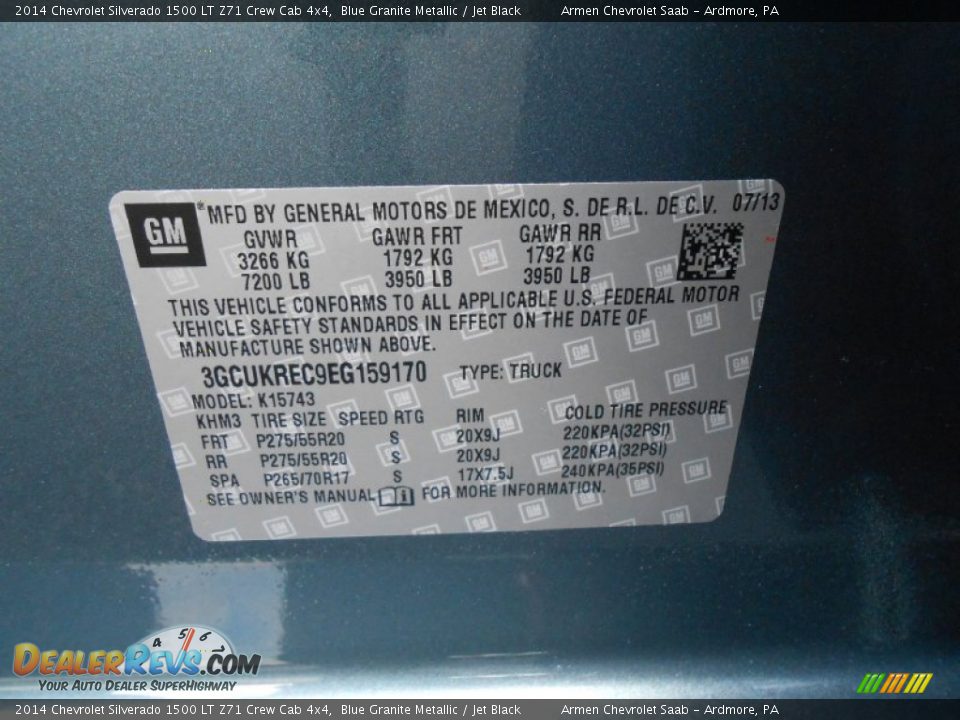 2014 Chevrolet Silverado 1500 LT Z71 Crew Cab 4x4, Blue Granite Metallic / Jet Black Armen Chevrolet Saab - Ardmore, PA
GM ® MFD BY GENERAL MOTORS DE MEXICO, S. DE R.L. DE C.V. 07/13
GVWR GAWR FRT GAWR RR
3266 KG 1792 KG 1792 KG
7200 LB 3950 LB 3950 LB
THIS VEHICLE CONFORMS TO ALL APPLICABLE U.S. FEDERAL MOTOR
VEHICLE SAFETY STANDARDS IN EFFECT ON THE DATE OF
MANUFACTURE SHOWN ABOVE.
3GCUKREC9EG159170 TYPE: TRUCK
MODEL: K15743
KHM3 TIRE SIZE SPEED RTG RIM COLD TIRE PRESSURE
FRT P275/55R20 S 20X9J 220KPA(32PSI)
RR P275/55R20 S 20X9J 220KPA(32PSI)
SPA P265/70R17 S 17X7.5J 240KPA(35PSI)
SEE OWNER'S MANUAL FOR MORE INFORMATION.
4 5 6
DealerRevs.com
Your Auto Dealer SuperHighway
2014 Chevrolet Silverado 1500 LT Z71 Crew Cab 4x4, Blue Granite Metallic / Jet Black Armen Chevrolet Saab - Ardmore, PA